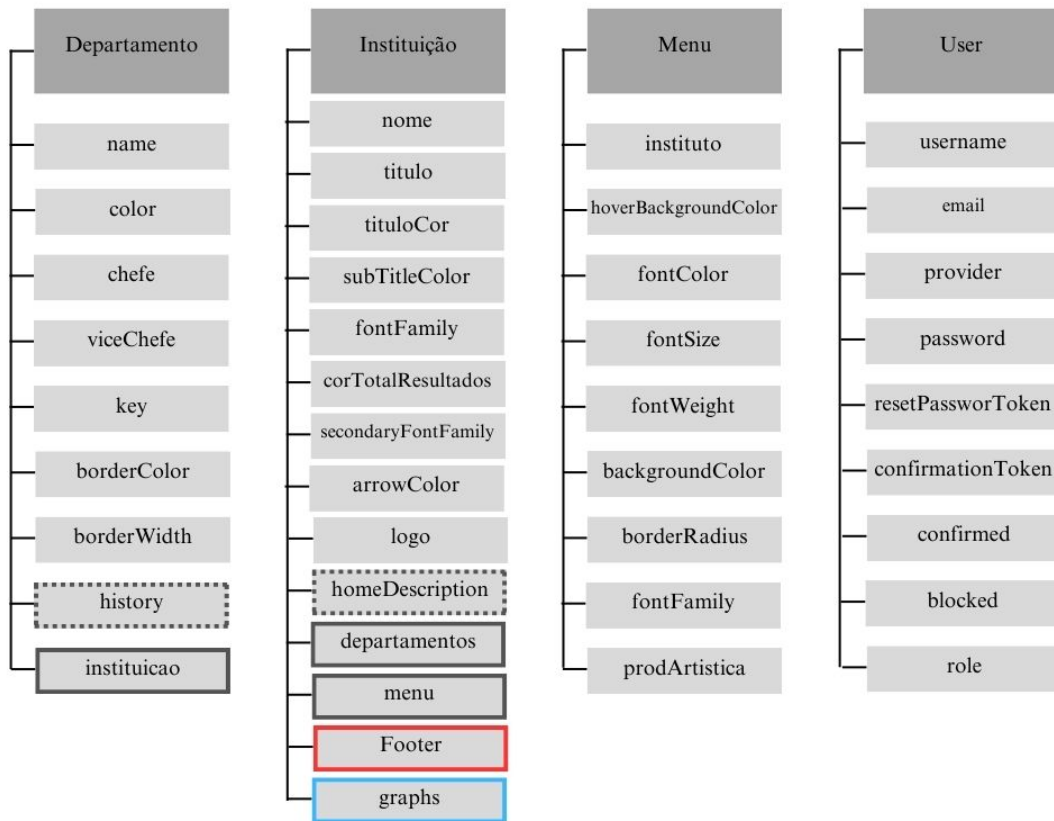 Departamento
name
color
chefe
viceChefe
key
borderColor
borderWidth
history
instituicao
Instituição
nome
titulo
tituloCor
subTitleColor
fontFamily
corTotalResultados
secondaryFontFamily
arrowColor
logo
homeDescription
departamentos
menu
Footer
graphs
Menu
instituto
hoverBackgroundColor
fontColor
fontSize
fontWeight
backgroundColor
borderRadius
fontFamily
prodArtistica
User
username
email
provider
password
resetPassworToken
confirmationToken
confirmed
blocked
role